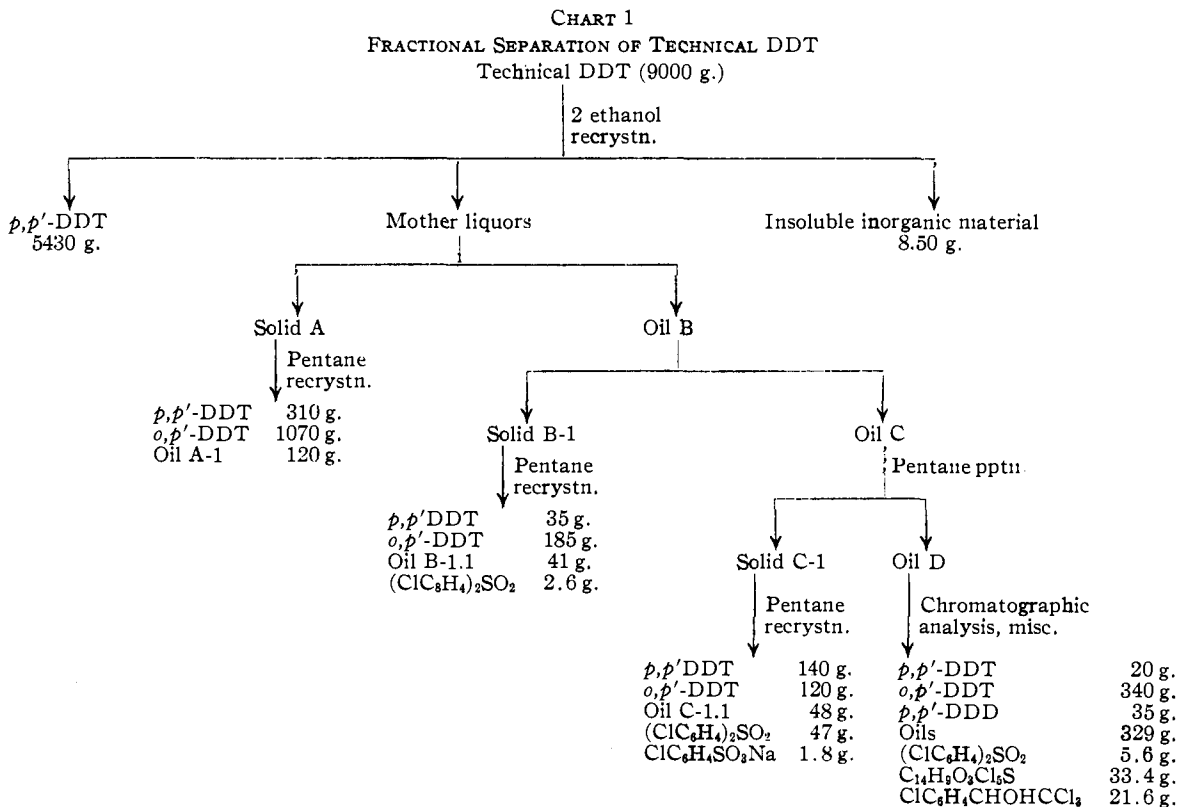 CHART 1
FRACTIONAL SEPARATION OF TECHNICAL DDT
Technical DDT (9000 g.)
2 ethanol
recrystn.
p,p′-DDT
5430 g.
Mother liquors
Insoluble inorganic material
8.50 g.
Solid A
Oil B
Pentane
recrystn.
p,p′-DDT 310 g.
o,p′-DDT 1070 g.
Oil A-1 120 g.
Solid B-1
Oil C
Pentane
recrystn.
Pentane pptn
p,p′DDT 35 g.
o,p′-DDT 185 g.
Oil B-1.1 41 g.
(ClC₈H₄)₂SO₂ 2.6 g.
Solid C-1
Oil D
Pentane
recrystn.
Chromatographic
analysis, misc.
p,p′DDT 140 g.
o,p′-DDT 120 g.
Oil C-1.1 48 g.
(ClC₆H₄)₂SO₂ 47 g.
ClC₆H₄SO₃Na 1.8 g.
p,p′-DDT 20 g.
o,p′-DDT 340 g.
p,p′-DDD 35 g.
Oils 329 g.
(ClC₆H₄)₂SO₂ 5.6 g.
C₁₄H₉O₃Cl₅S 33.4 g.
ClC₆H₄CHOHCCl₃ 21.6 g.